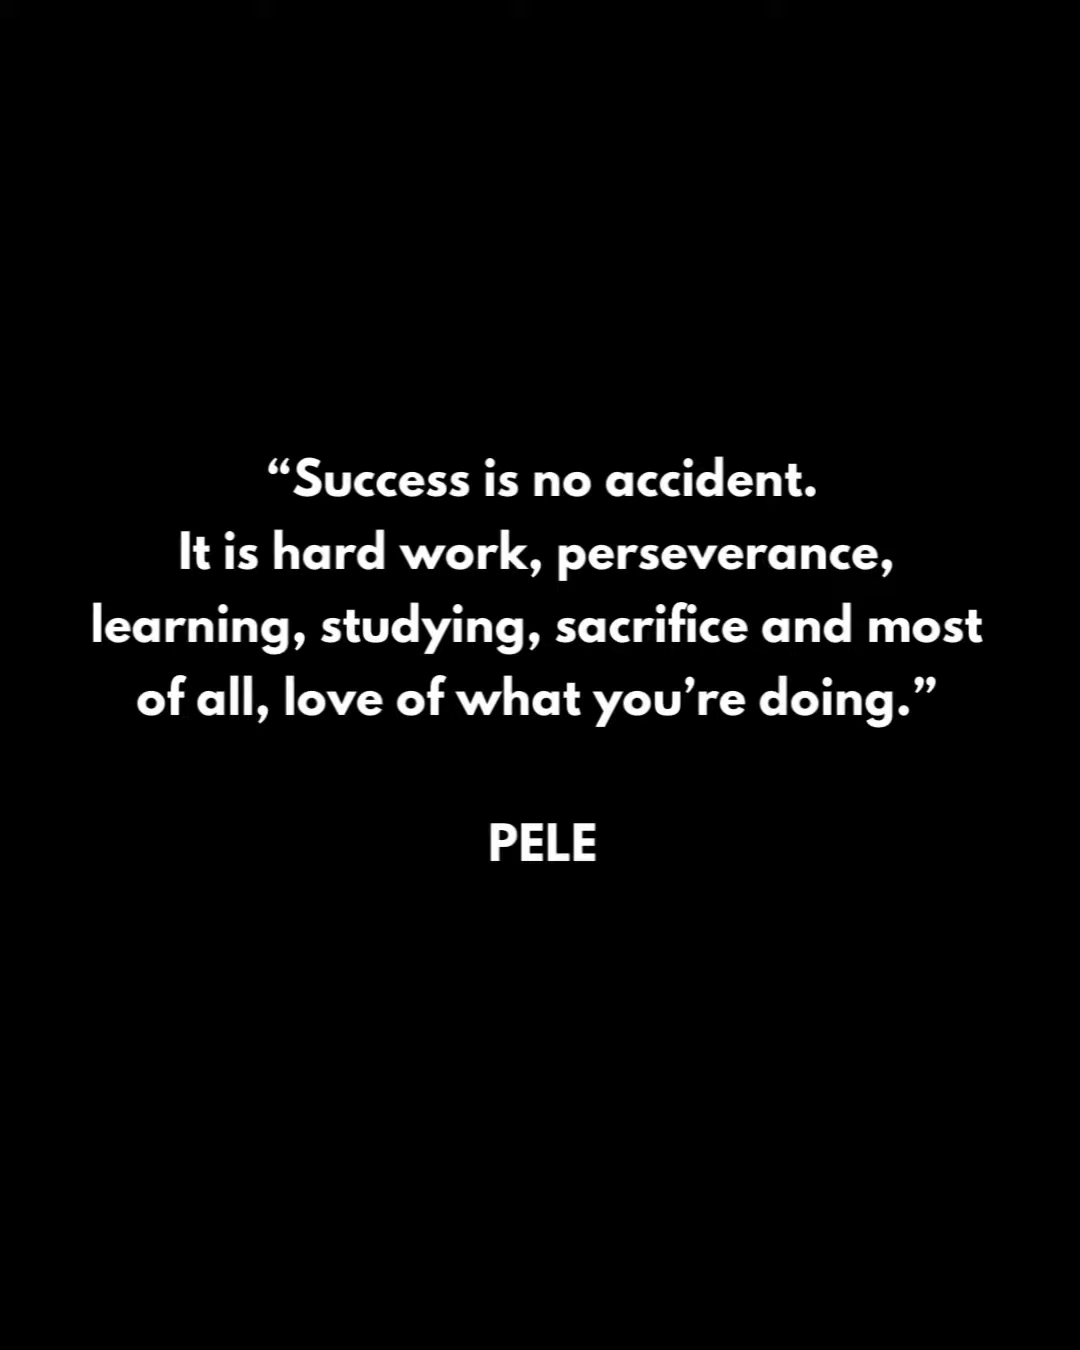 “Success is no accident.
It is hard work, perseverance,
learning, studying, sacrifice and most
of all, love of what you’re doing.”
PELE